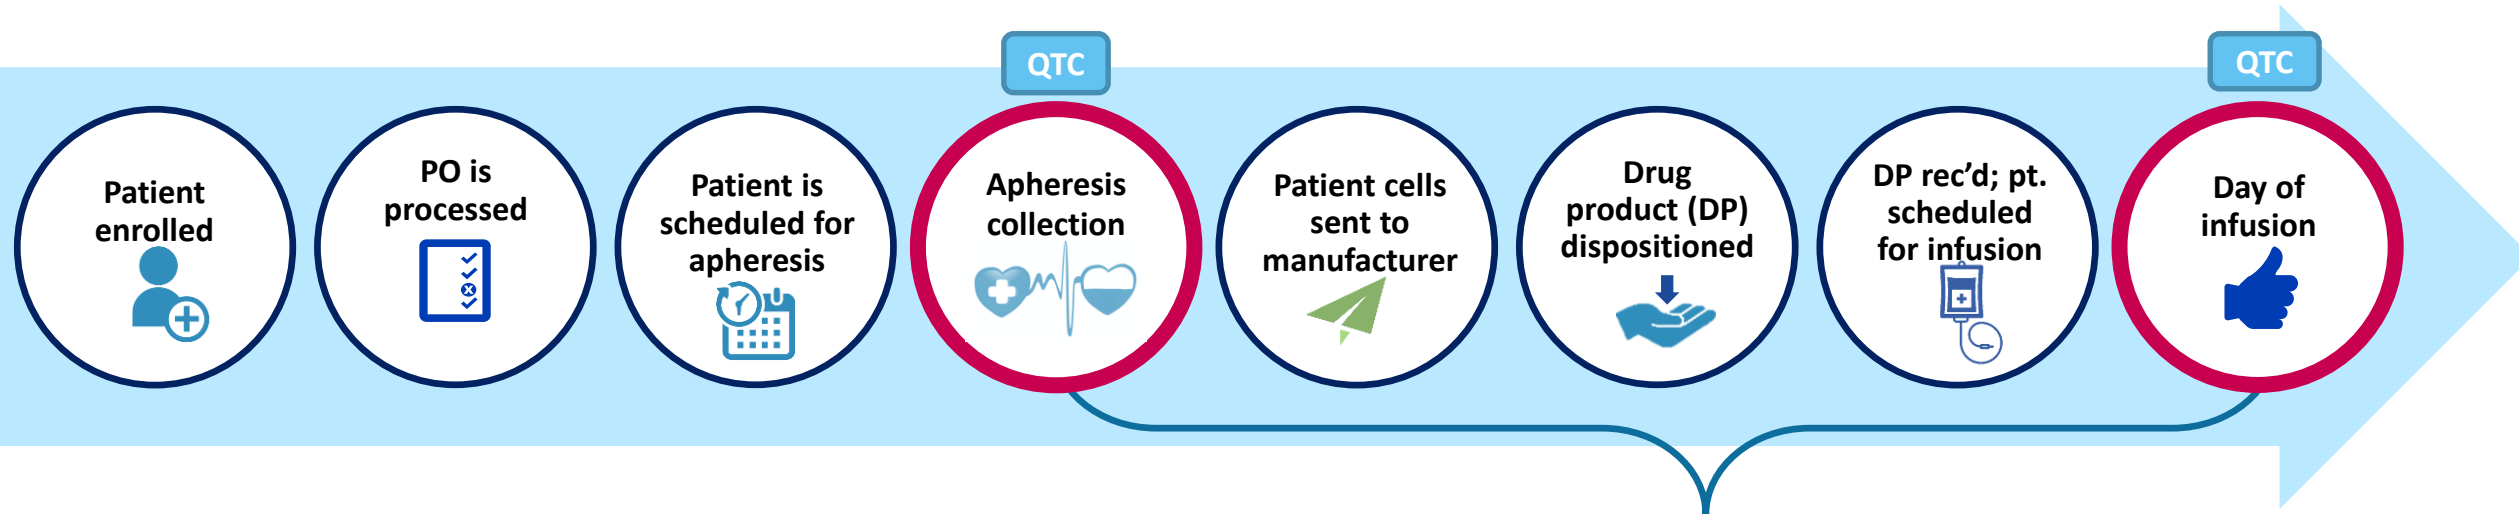 QTC
QTC
Patient
enrolled
PO is
processed
Patient is
scheduled for
apheresis
Apheresis
collection
Patient cells
sent to
manufacturer
Drug
product (DP)
dispositioned
DP rec’d; pt.
scheduled
for infusion
Day of
infusion